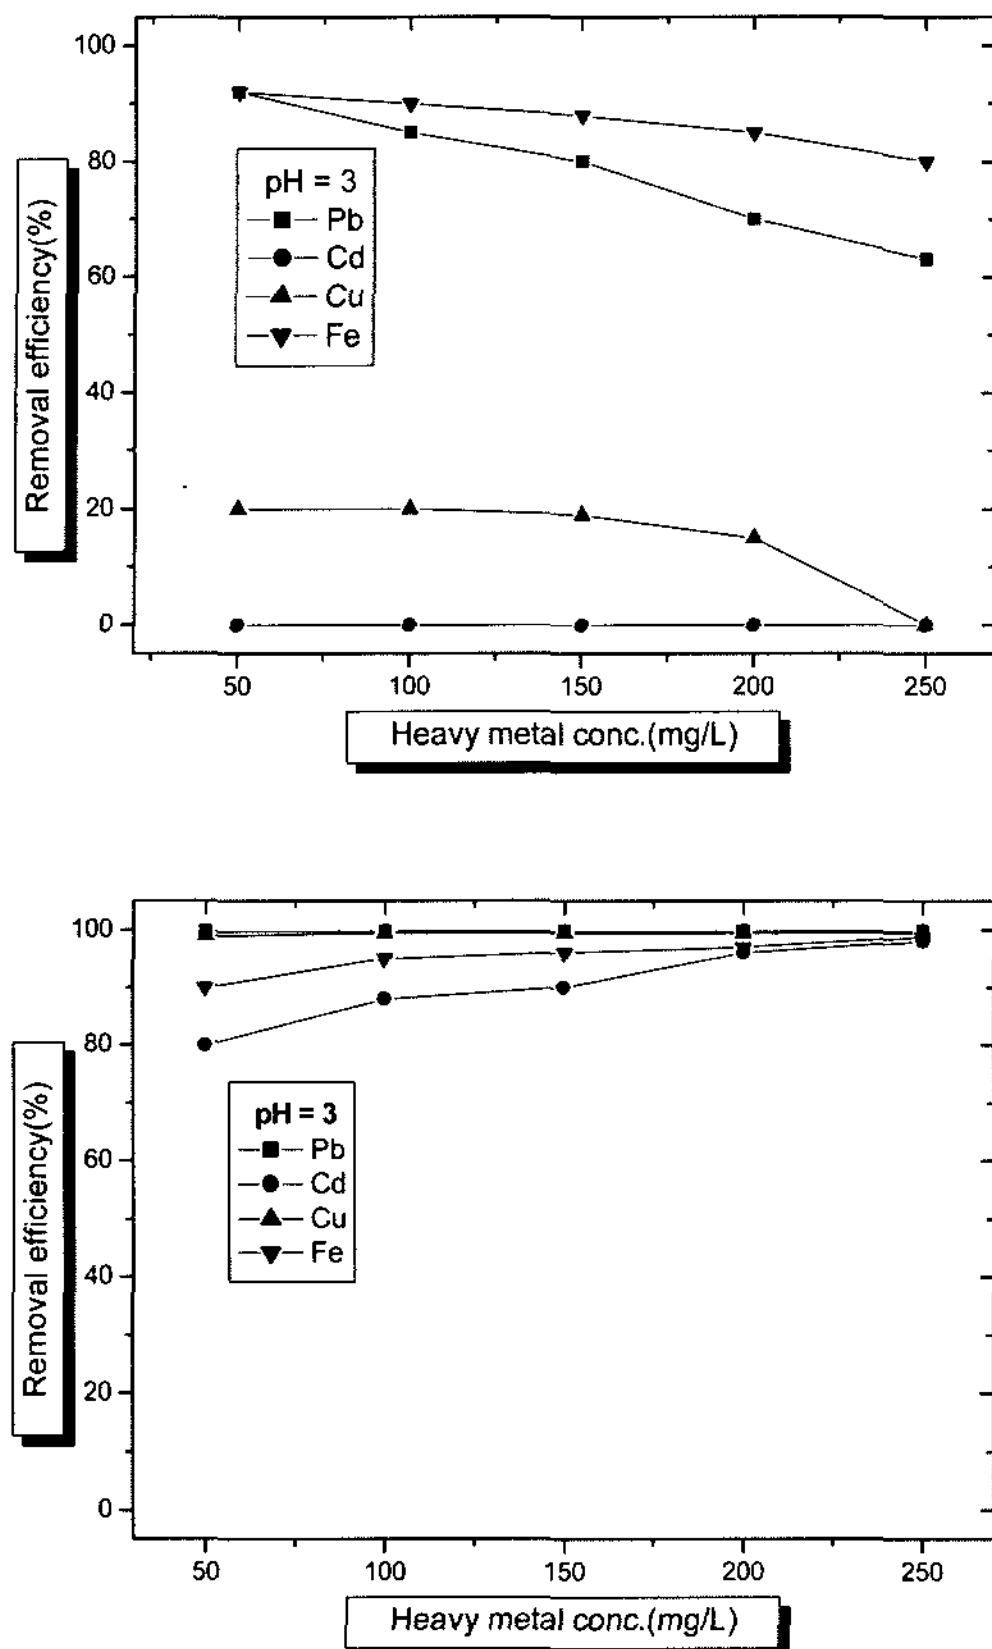 100
80
60
40
20
0
Removal efficiency(%)
pH = 3
Pb
Cd
Cu
Fe
50 100 150 200 250
Heavy metal conc.(mg/L)
100
80
60
40
20
0
Removal efficiency(%)
pH = 3
Pb
Cd
Cu
Fe
50 100 150 200 250
Heavy metal conc.(mg/L)